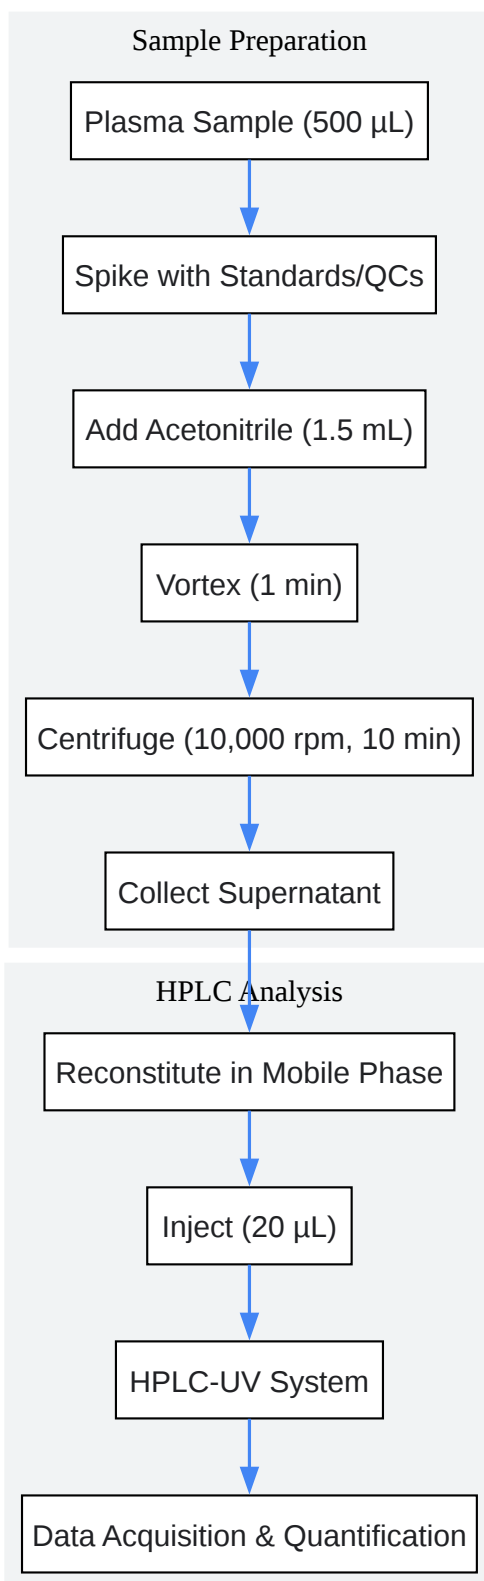 Sample Preparation
Plasma Sample (500 µL)
Spike with Standards/QCs
Add Acetonitrile (1.5 mL)
Vortex (1 min)
Centrifuge (10,000 rpm, 10 min)
Collect Supernatant
HPLC Analysis
Reconstitute in Mobile Phase
Inject (20 µL)
HPLC-UV System
Data Acquisition & Quantification